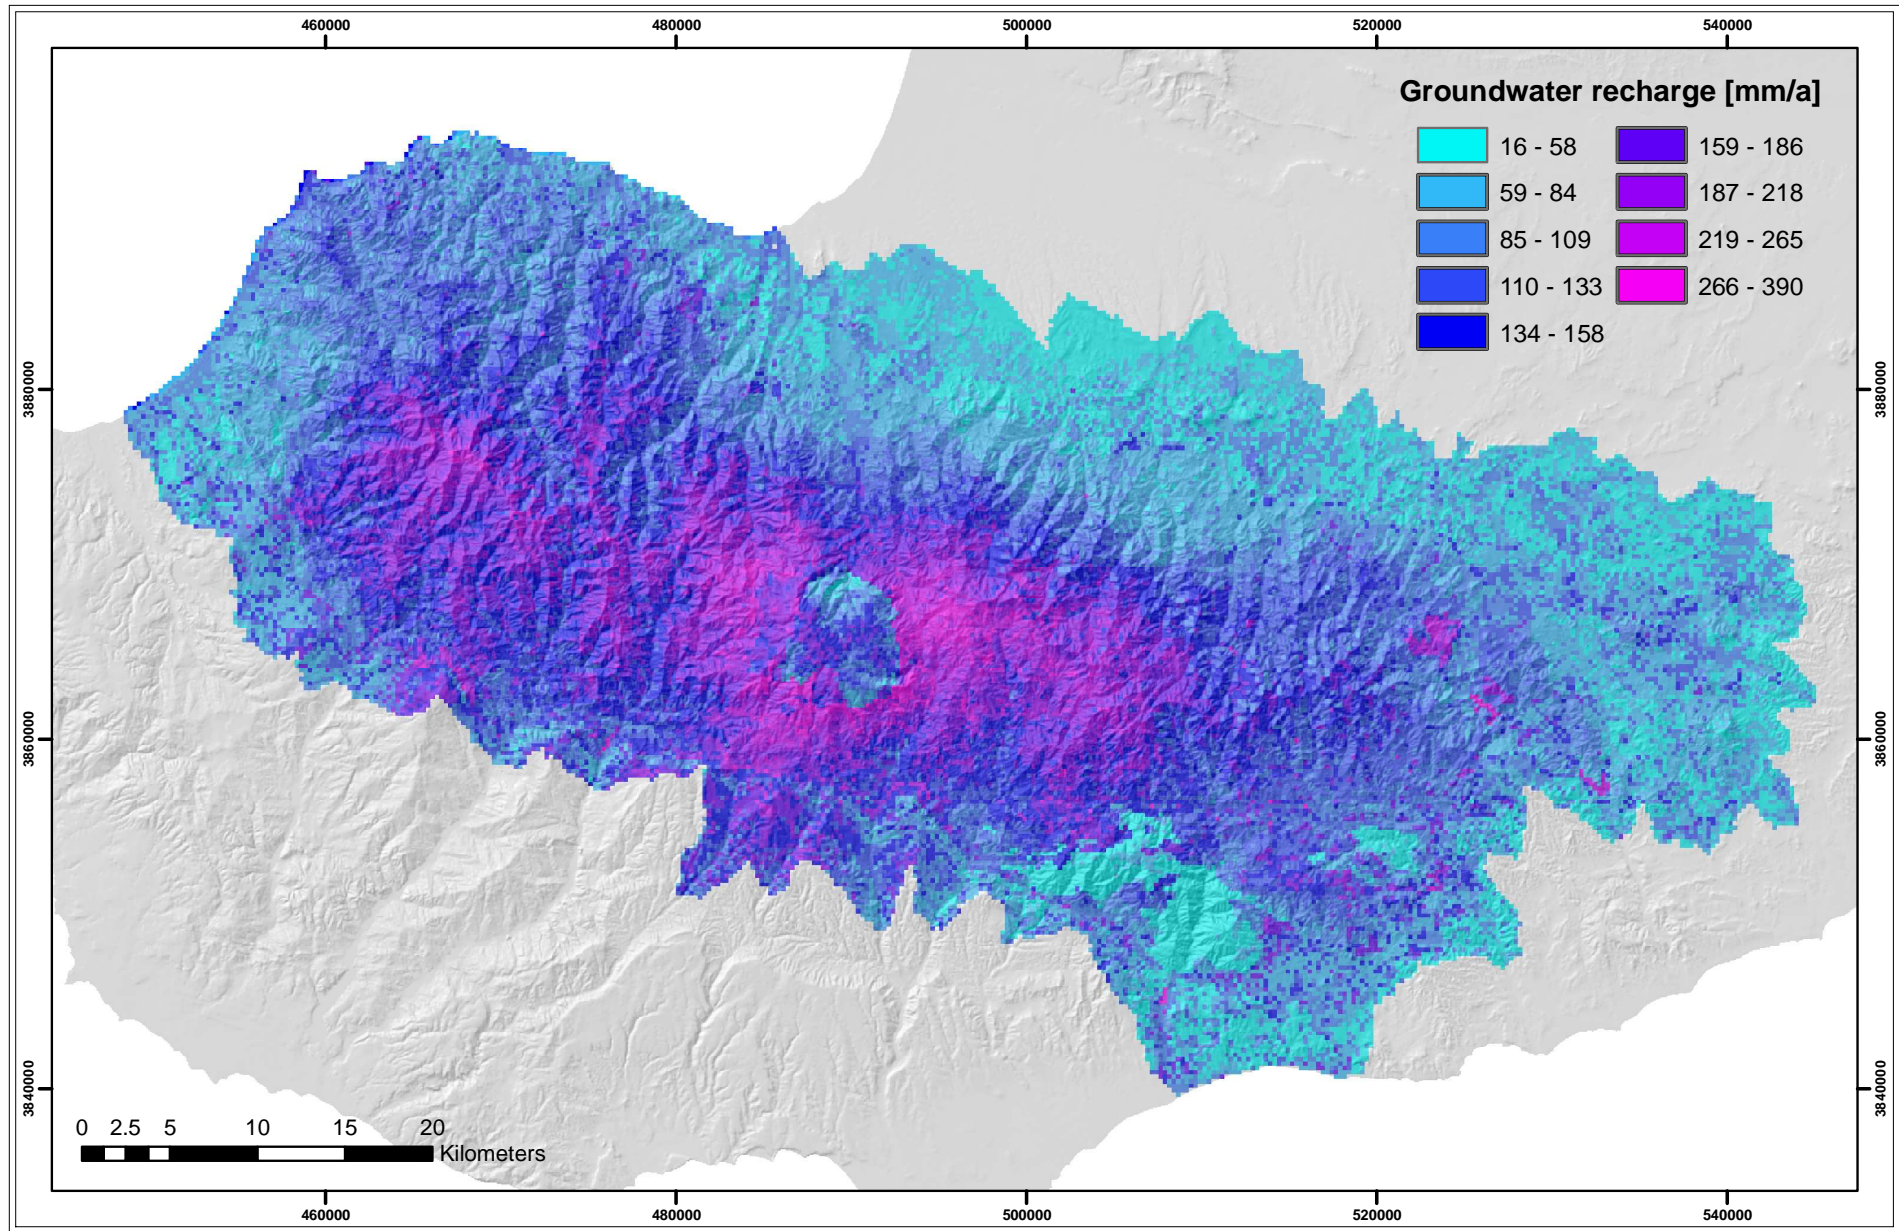 460000 480000 500000 520000 540000
Groundwater recharge [mm/a]
16 - 58 159 - 186
59 - 84 187 - 218
85 - 109 219 - 265
110 - 133 266 - 390
134 - 158
3880000 3880000
3860000 3860000
3840000 3840000
0 2.5 5 10 15 20
Kilometers
460000 480000 500000 520000 540000